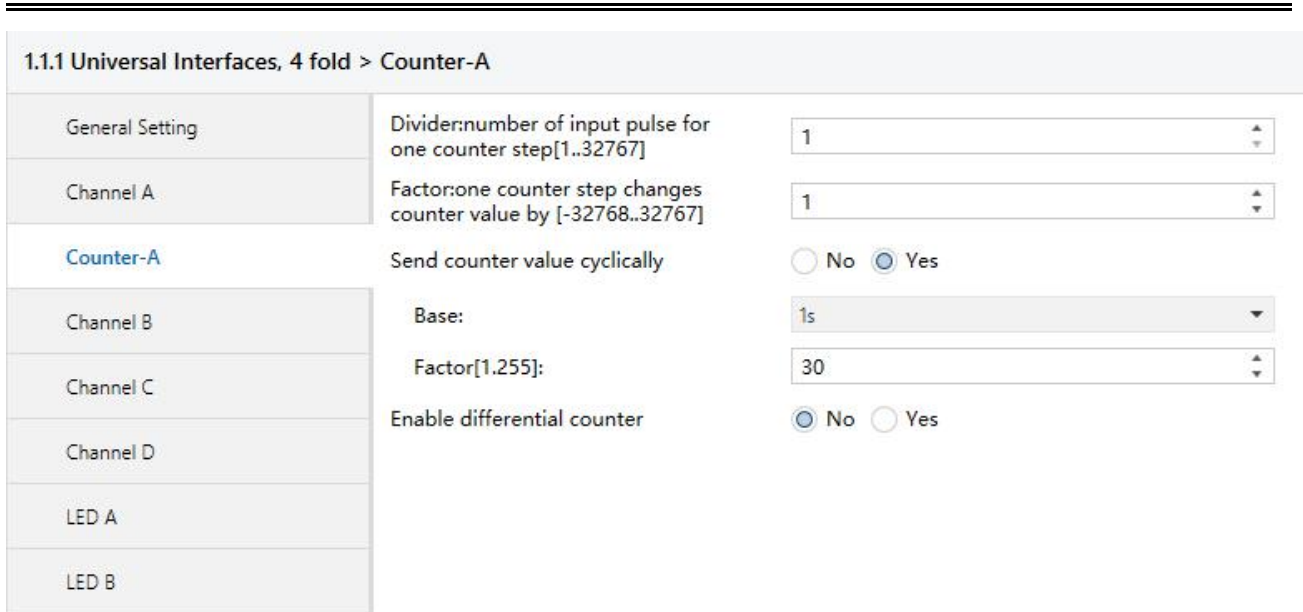 1.1.1 Universal Interfaces, 4 fold > Counter-A
General Setting
Channel A
Counter-A
Channel B
Channel C
Channel D
LED A
LED B
Divider:number of input pulse for
one counter step[1..32767]
1
Factor:one counter step changes
counter value by [-32768..32767]
1
Send counter value cyclically
No Yes
Base:
1s
Factor[1.255]:
30
Enable differential counter
No Yes